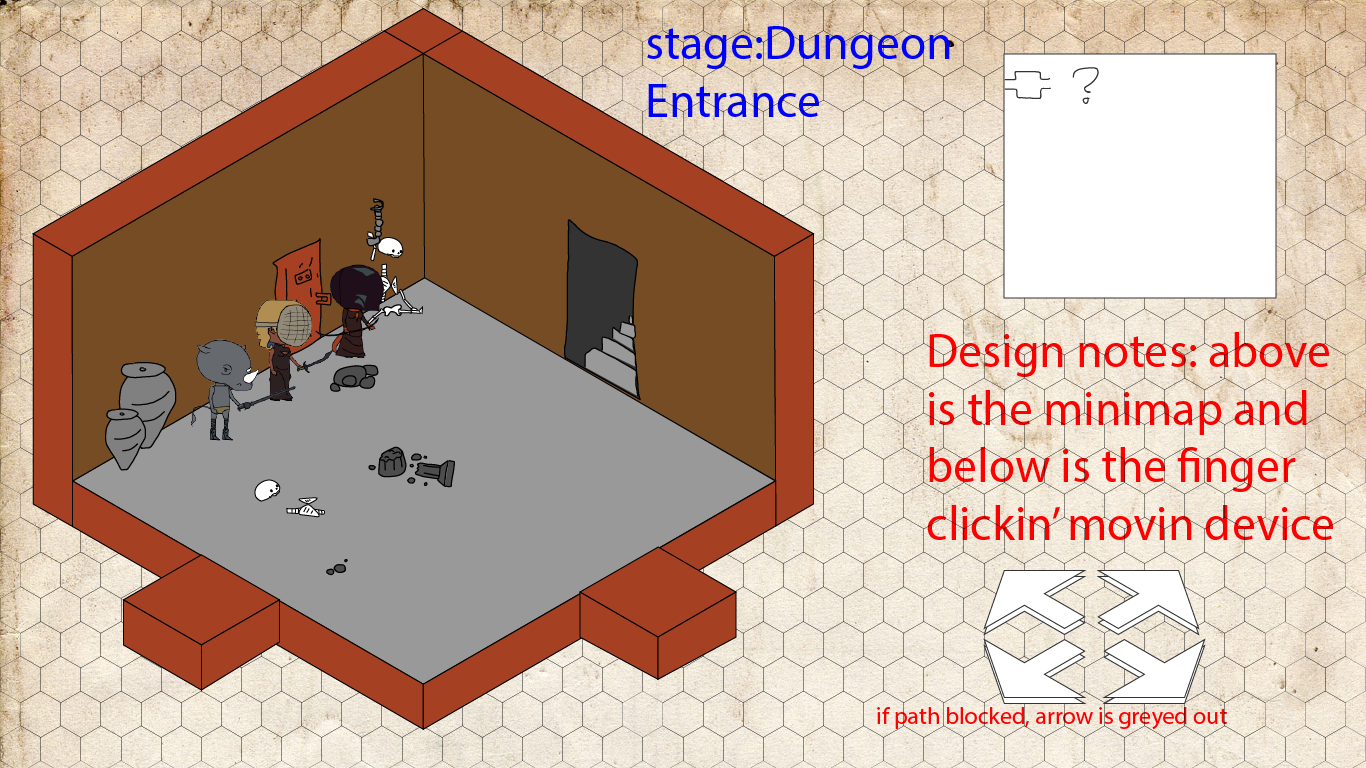 stage:Dungeon
Entrance
?
Design notes: above
is the minimap and
below is the finger
clickin’ movin device
if path blocked, arrow is greyed out